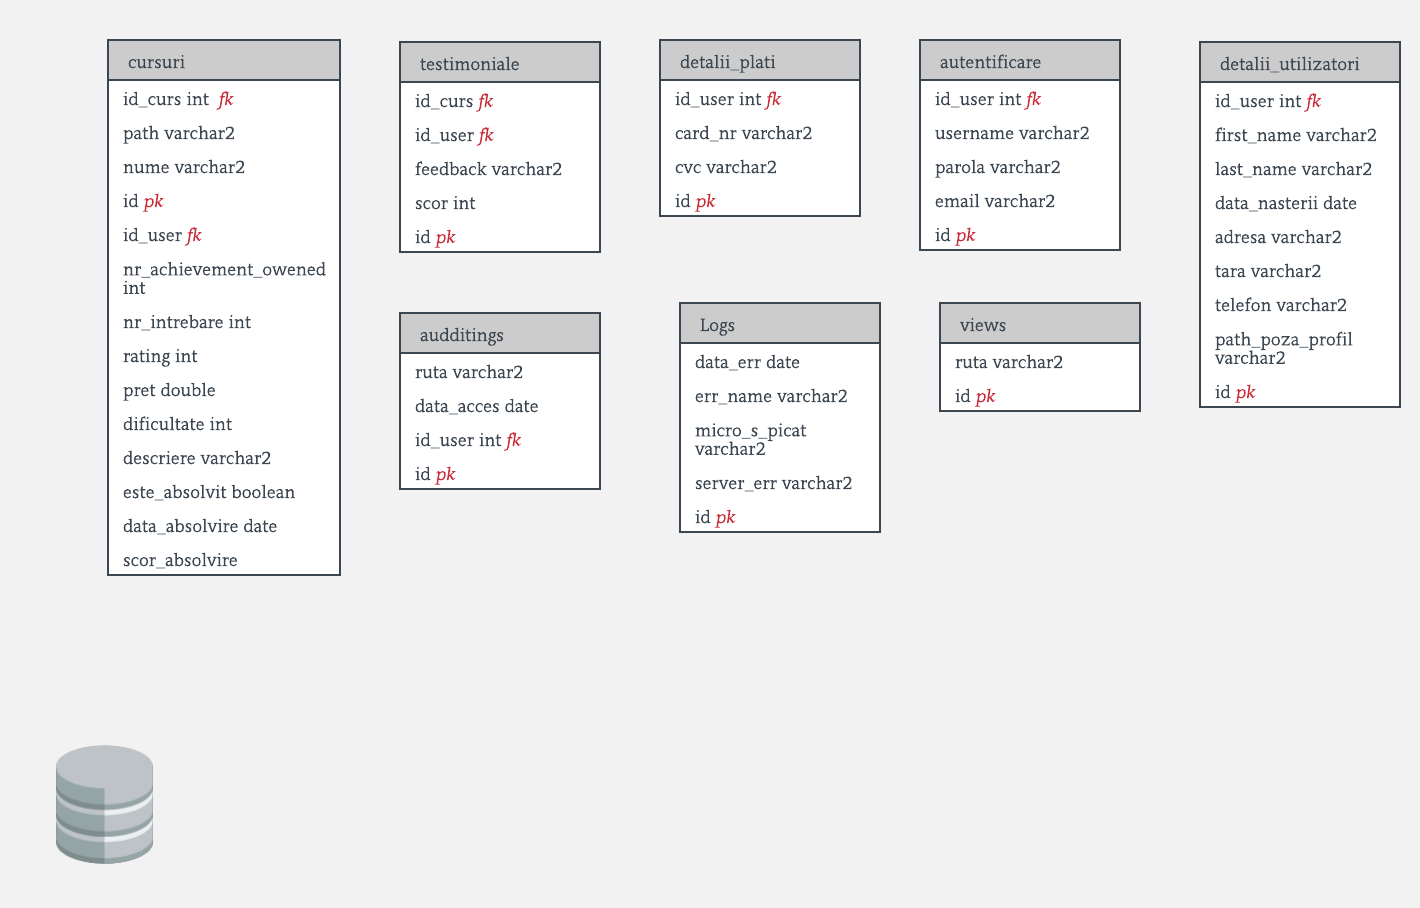 cursuri
id_curs int fk
path varchar2
nume varchar2
id pk
id_user fk
nr_achievement_owened
int
nr_intrebare int
rating int
pret double
dificultate int
descriere varchar2
este_absolvit boolean
data_absolvire date
scor_absolvire
testimoniale
id_curs fk
id_user fk
feedback varchar2
scor int
id pk
detalii_plati
id_user int fk
card_nr varchar2
cvc varchar2
id pk
autentificare
id_user int fk
username varchar2
parola varchar2
email varchar2
id pk
detalii_utilizatori
id_user int fk
first_name varchar2
last_name varchar2
data_nasterii date
adresa varchar2
tara varchar2
telefon varchar2
path_poza_profil
varchar2
id pk
audditings
ruta varchar2
data_acces date
id_user int fk
id pk
Logs
data_err date
err_name varchar2
micro_s_picat
varchar2
server_err varchar2
id pk
views
ruta varchar2
id pk